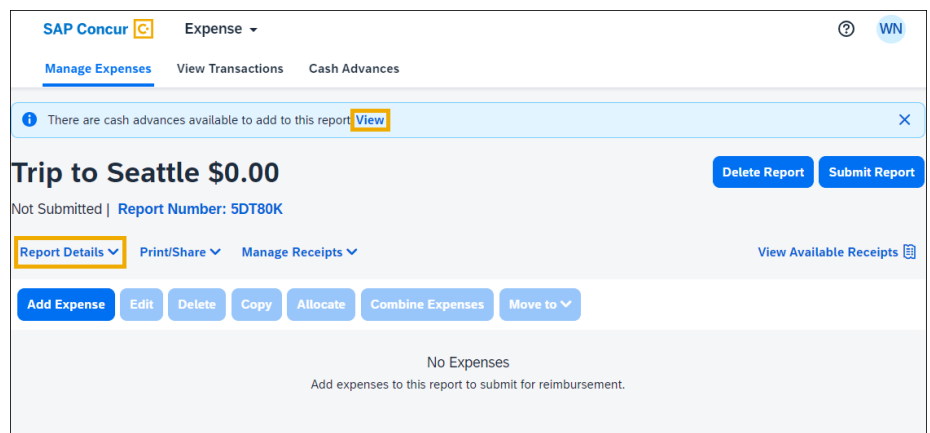 SAP Concur C Expense
WN
Manage Expenses View Transactions Cash Advances
There are cash advances available to add to this report View
Trip to Seattle $0.00
Delete Report Submit Report
Not Submitted | Report Number: 5DT80K
Report Details Print/Share Manage Receipts View Available Receipts
Add Expense Edit Delete Copy Allocate Combine Expenses Move to
No Expenses
Add expenses to this report to submit for reimbursement.